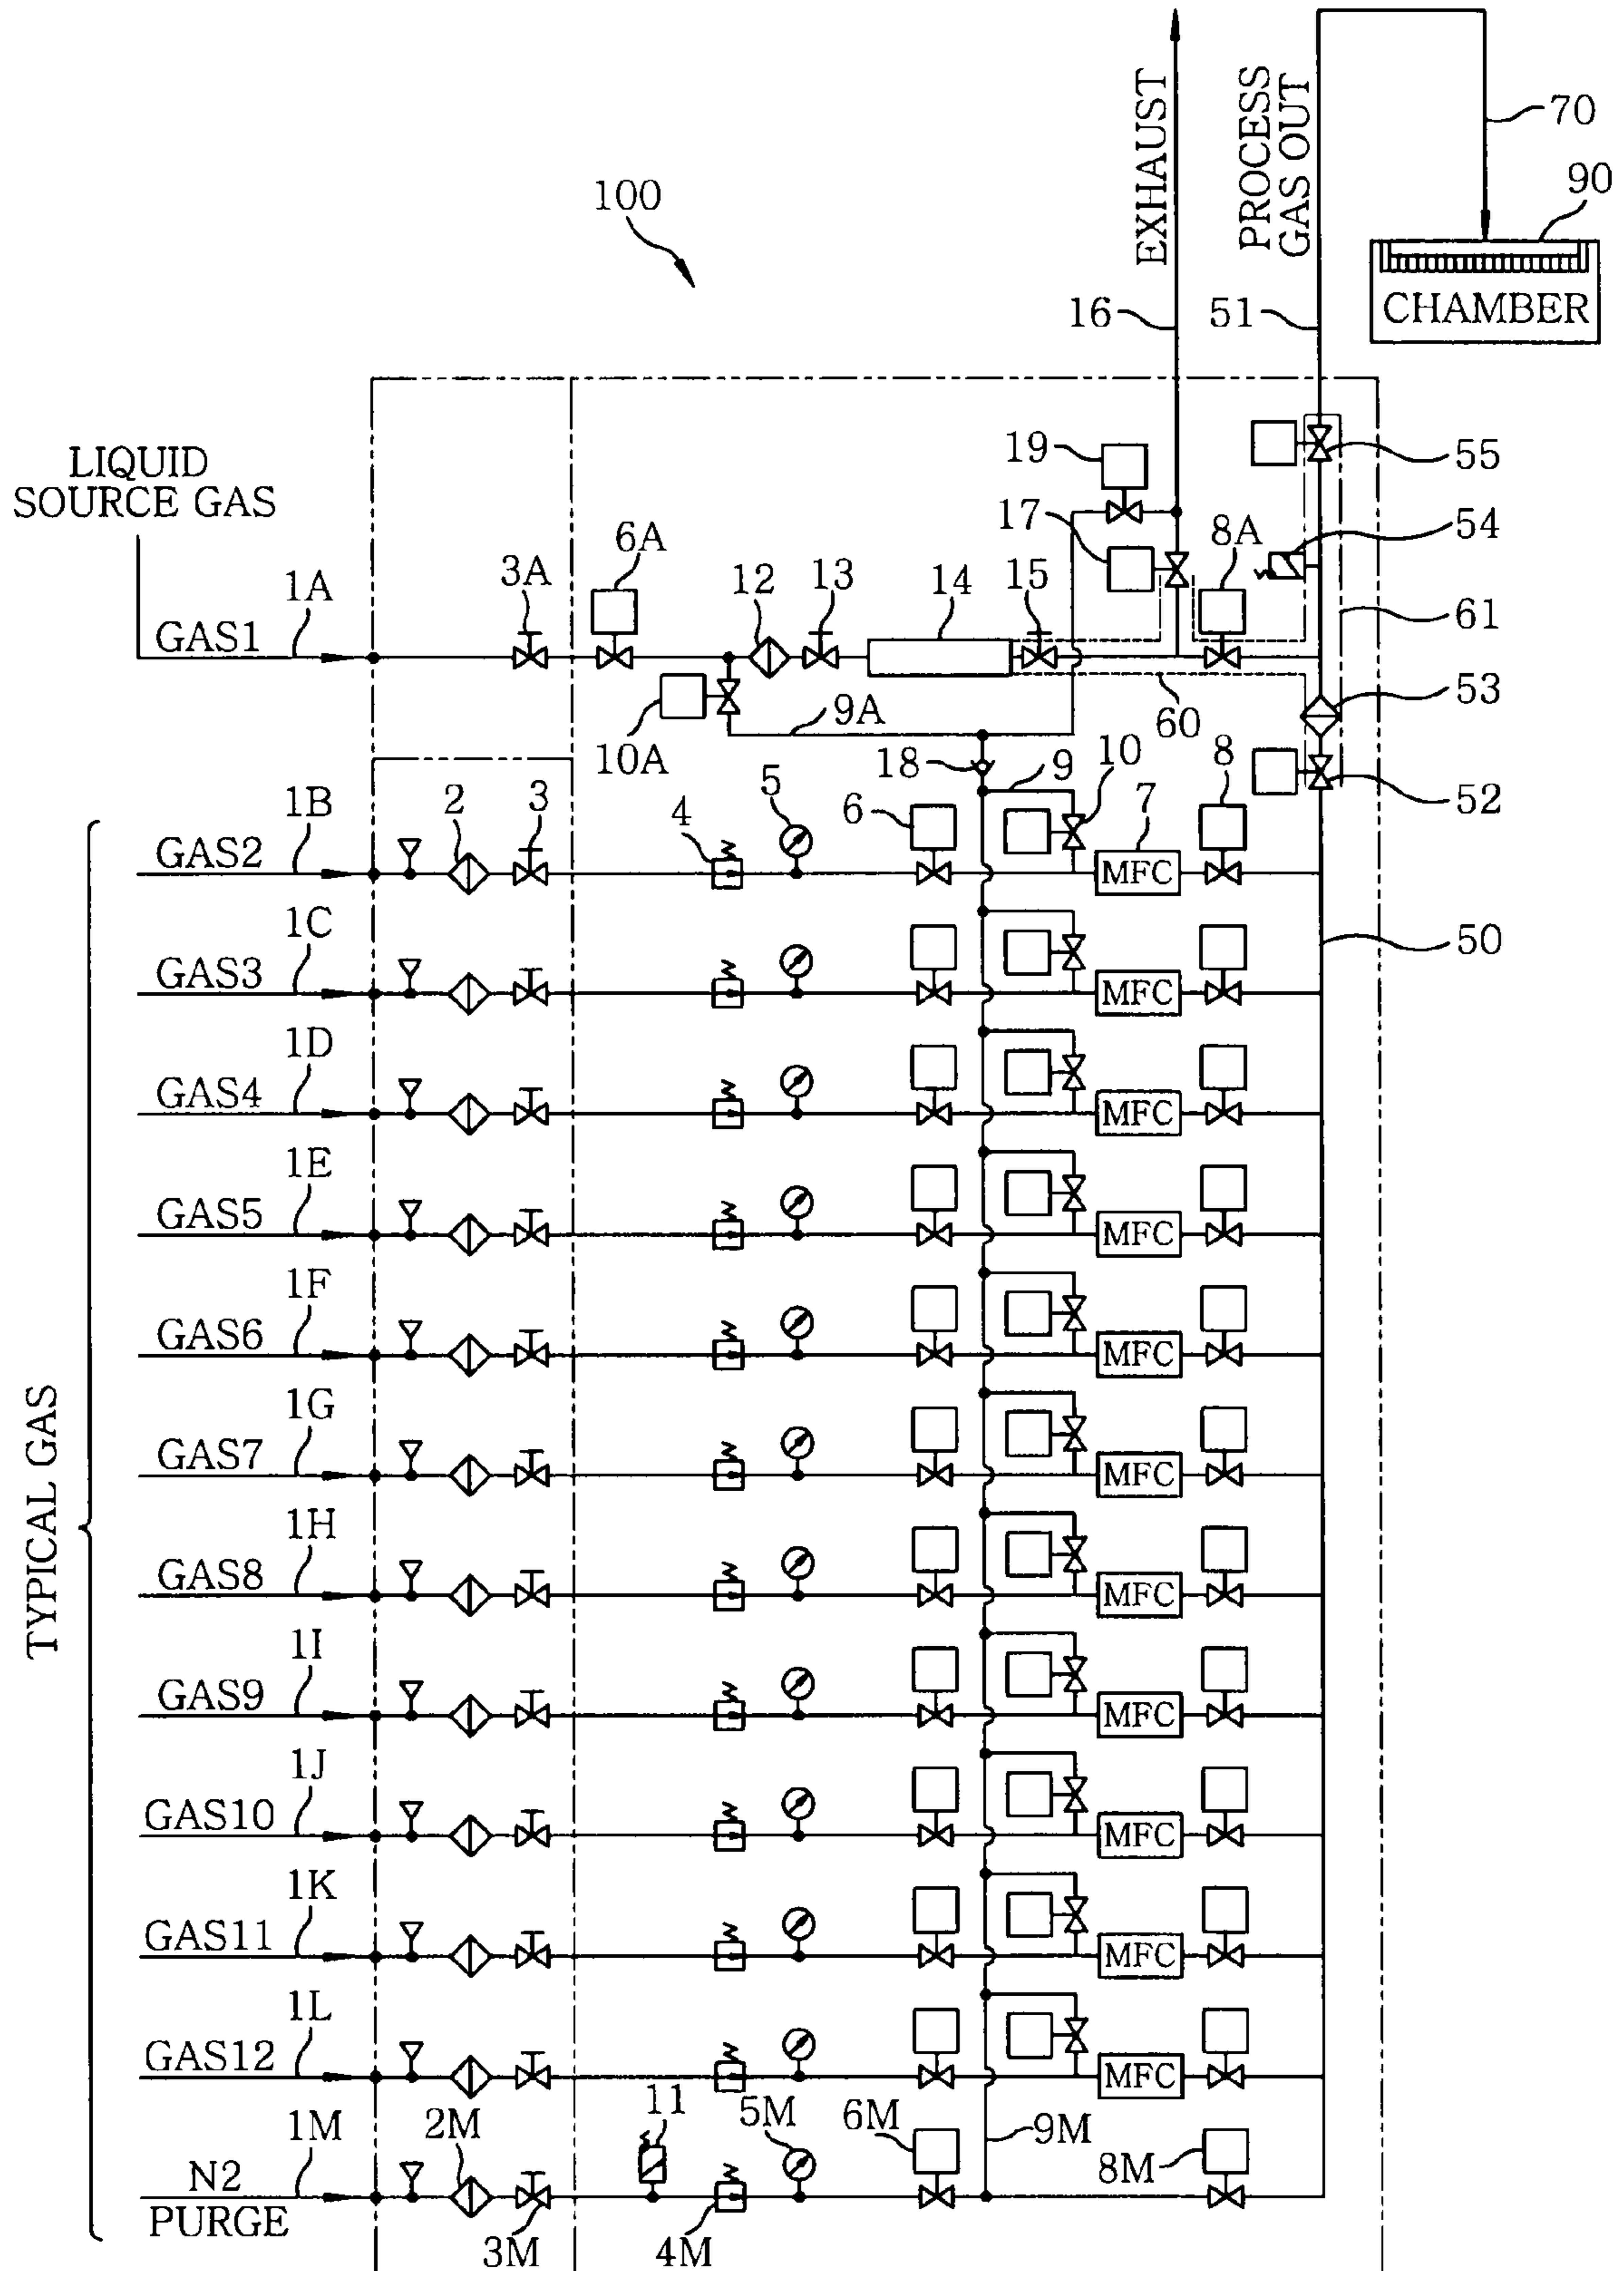 EXHAUST
PROCESS
GAS OUT
70
90
100
CHAMBER
16
51
19
55
LIQUID
SOURCE GAS
17
54
6A
8A
3A
12
13
14
15
1A
GAS1
61
53
9A
60
10A
18
9
10
8
5
52
1B
2
3
4
6
7
GAS2
MFC
1C
50
GAS3
MFC
1D
GAS4
MFC
1E
GAS5
MFC
1F
GAS6
MFC
1G
GAS7
MFC
TYPICAL GAS
1H
GAS8
MFC
1I
GAS9
MFC
1J
GAS10
MFC
1K
GAS11
MFC
1L
GAS12
MFC
11
5M
6M
1M
2M
9M
8M
N2
PURGE
3M
4M